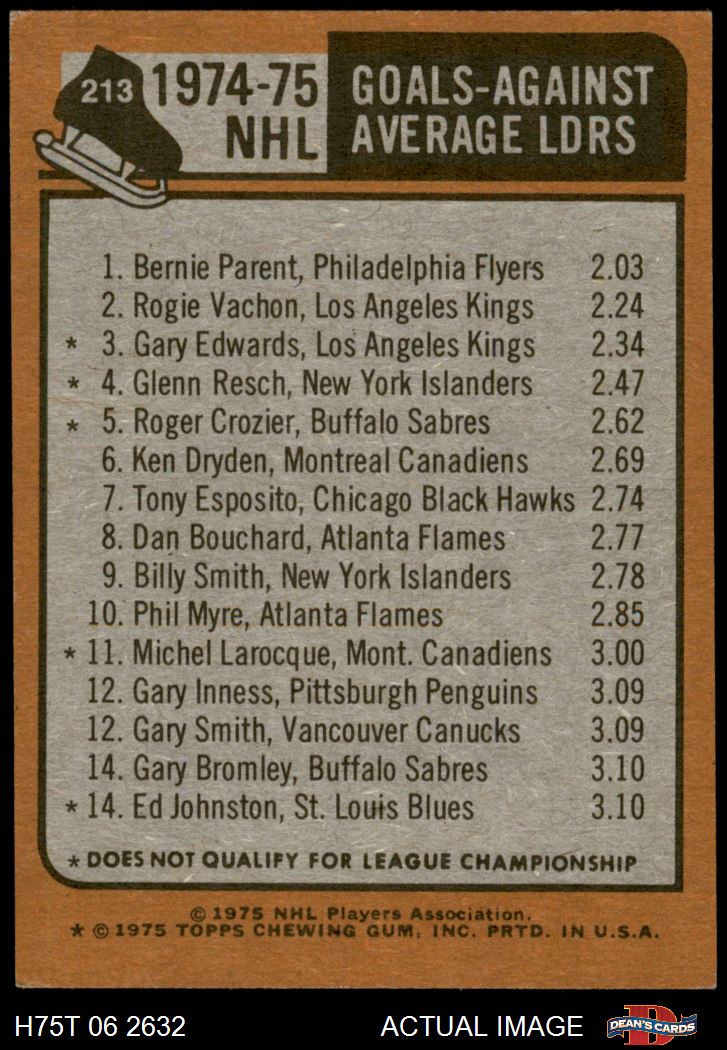 213 1974-75 NHL
GOALS-AGAINST
AVERAGE LDRS
1. Bernie Parent, Philadelphia Flyers 2.03
2. Rogie Vachon, Los Angeles Kings 2.24
* 3. Gary Edwards, Los Angeles Kings 2.34
* 4. Glenn Resch, New York Islanders 2.47
* 5. Roger Crozier, Buffalo Sabres 2.62
6. Ken Dryden, Montreal Canadiens 2.69
7. Tony Esposito, Chicago Black Hawks 2.74
8. Dan Bouchard, Atlanta Flames 2.77
9. Billy Smith, New York Islanders 2.78
10. Phil Myre, Atlanta Flames 2.85
* 11. Michel Larocque, Mont. Canadiens 3.00
12. Gary Inness, Pittsburgh Penguins 3.09
12. Gary Smith, Vancouver Canucks 3.09
14. Gary Bromley, Buffalo Sabres 3.10
* 14. Ed Johnston, St. Louis Blues 3.10
* DOES NOT QUALIFY FOR LEAGUE CHAMPIONSHIP
© 1975 NHL Players Association.
* © 1975 TOPPS CHEWING GUM, INC. PRTD. IN U.S.A.
H75T 06 2632 ACTUAL IMAGE D DEAN'S CARDS